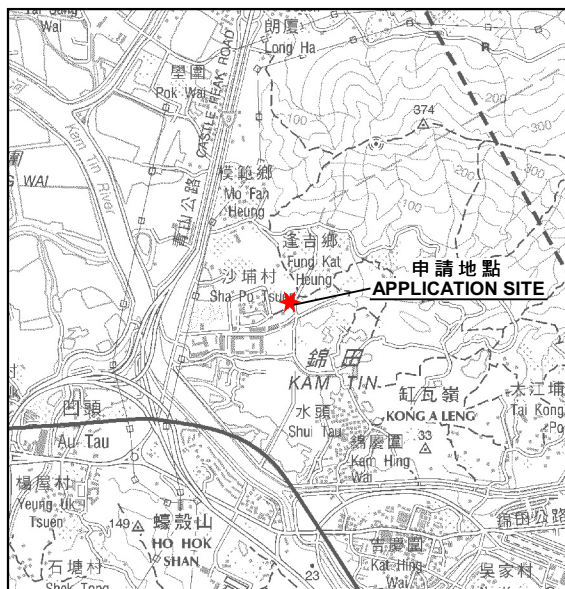 Wai
朗廈
Long Ha
壆圍
Pok Wai
CASTLE PEAK ROAD
R
Kam Tin River
374
100
200
300
100
200
模範鄉
Mo Fan
Heung
圍
WAI
青山公路
逢吉鄉
Fung Kat
Heung
沙埔村
Sha Po Tsuen
申請地點
APPLICATION SITE
錦田
KAM TIN
缸瓦嶺
KONG A LENG
大江埔
Tai Kong
Po
水頭
Shui Tau
錦慶圍
Kam Hing
Wai
33
凹頭
Au Tau
楊屋村
Yeung Uk
Tsuen
149
蠔殼山
HO HOK
SHAN
錦田公路
吉慶圍
Kat Hing
Wai
吳家村
石塘村
23